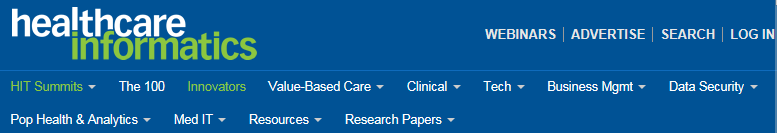 healthcare
informatics
WEBINARS | ADVERTISE | SEARCH | LOG IN
HIT Summits The 100 Innovators Value-Based Care Clinical Tech Business Mgmt Data Security
Pop Health & Analytics Med IT Resources Research Papers